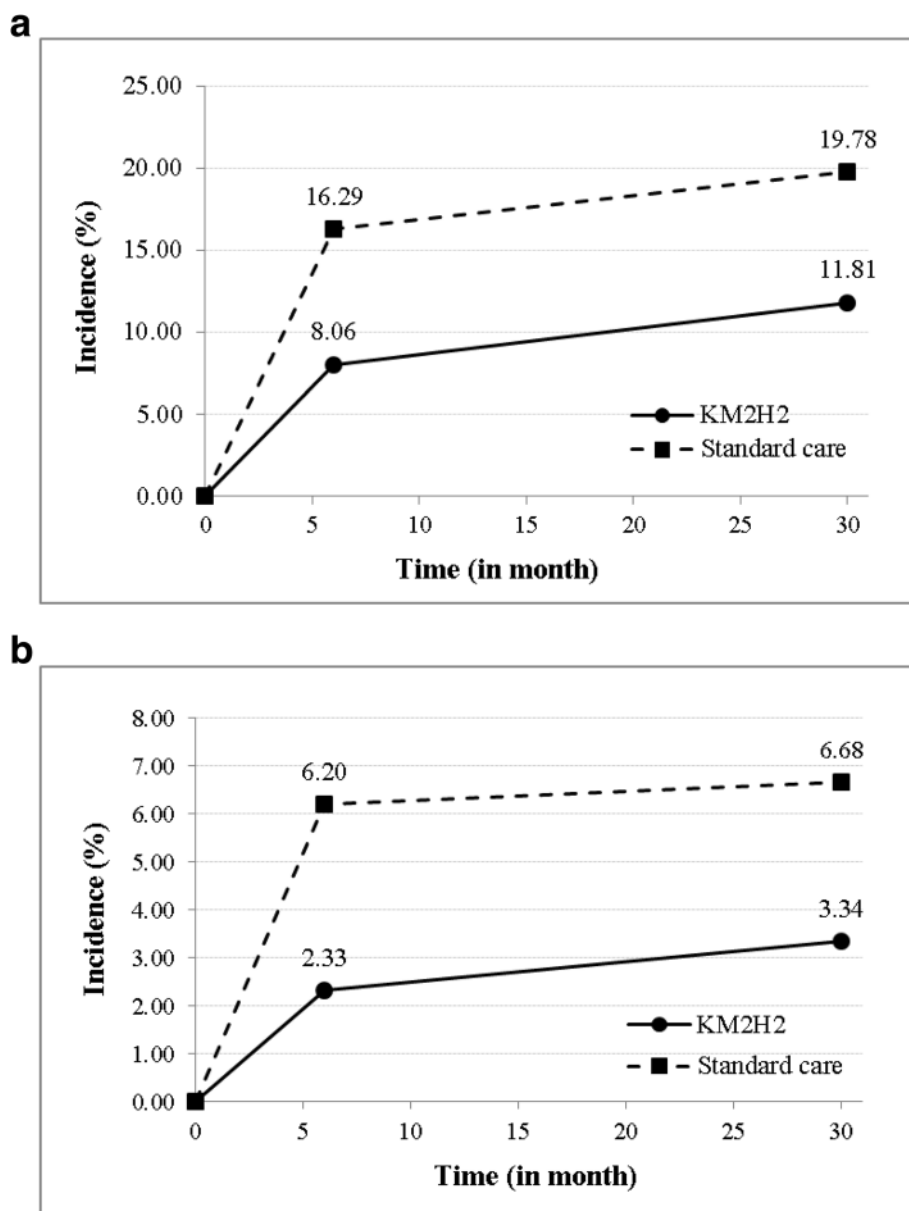 a
25.00
20.00
15.00
10.00
5.00
0.00
Incidence (%)
16.29
19.78
8.06
11.81
KM2H2
Standard care
0 5 10 15 20 25 30
Time (in month)
b
8.00
7.00
6.00
5.00
4.00
3.00
2.00
1.00
0.00
Incidence (%)
6.20
6.68
2.33
3.34
KM2H2
Standard care
0 5 10 15 20 25 30
Time (in month)